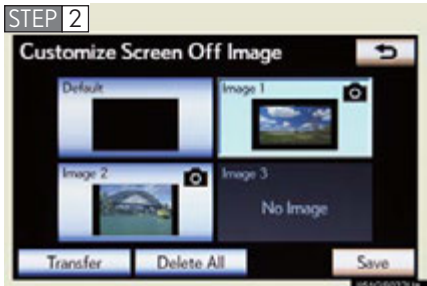 STEP 2
Customize Screen Off Image
Default
Image 1
Image 2
Image 3
No Image
Transfer
Delete All
Save